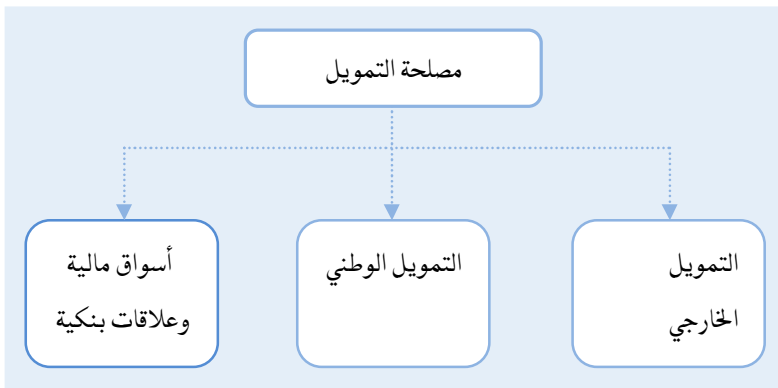 مصلحة التمويل
التمويل
الخارجي
التمويل الوطني
أسواق مالية
وعلاقات بنكية